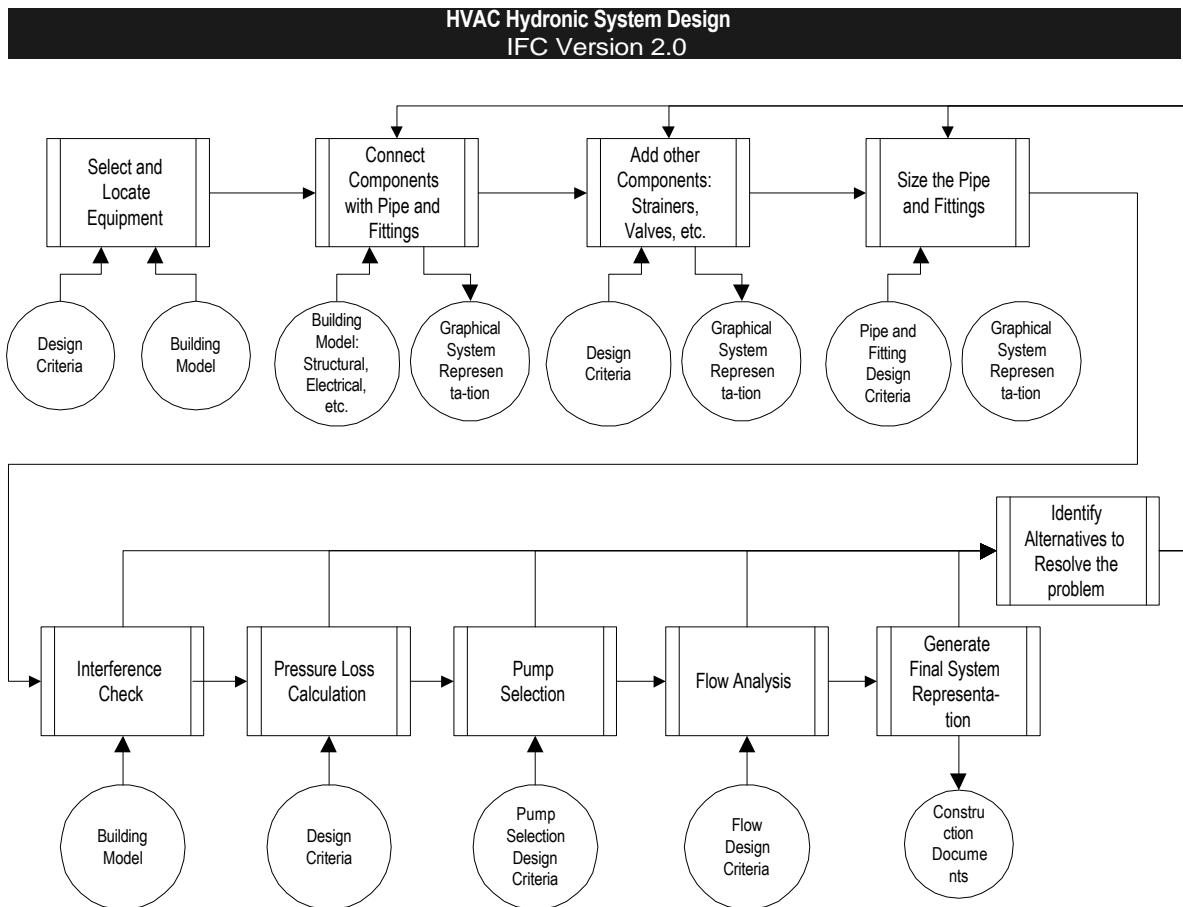 HVAC Hydronic System Design
IFC Version 2.0
Select and
Locate
Equipment
Connect
Components
with Pipe and
Fittings
Add other
Components:
Strainers,
Valves, etc.
Size the Pipe
and Fittings
Design
Criteria
Building
Model
Building
Model:
Structural,
Electrical,
etc.
Graphical
System
Represen
ta-tion
Design
Criteria
Graphical
System
Represen
ta-tion
Pipe and
Fitting
Design
Criteria
Graphical
System
Represen
ta-tion
Identify
Alternatives to
Resolve the
problem
Interference
Check
Pressure Loss
Calculation
Pump
Selection
Flow Analysis
Generate
Final System
Representa-
tion
Building
Model
Design
Criteria
Pump
Selection
Design
Criteria
Flow
Design
Criteria
Constru
ction
Docume
nts